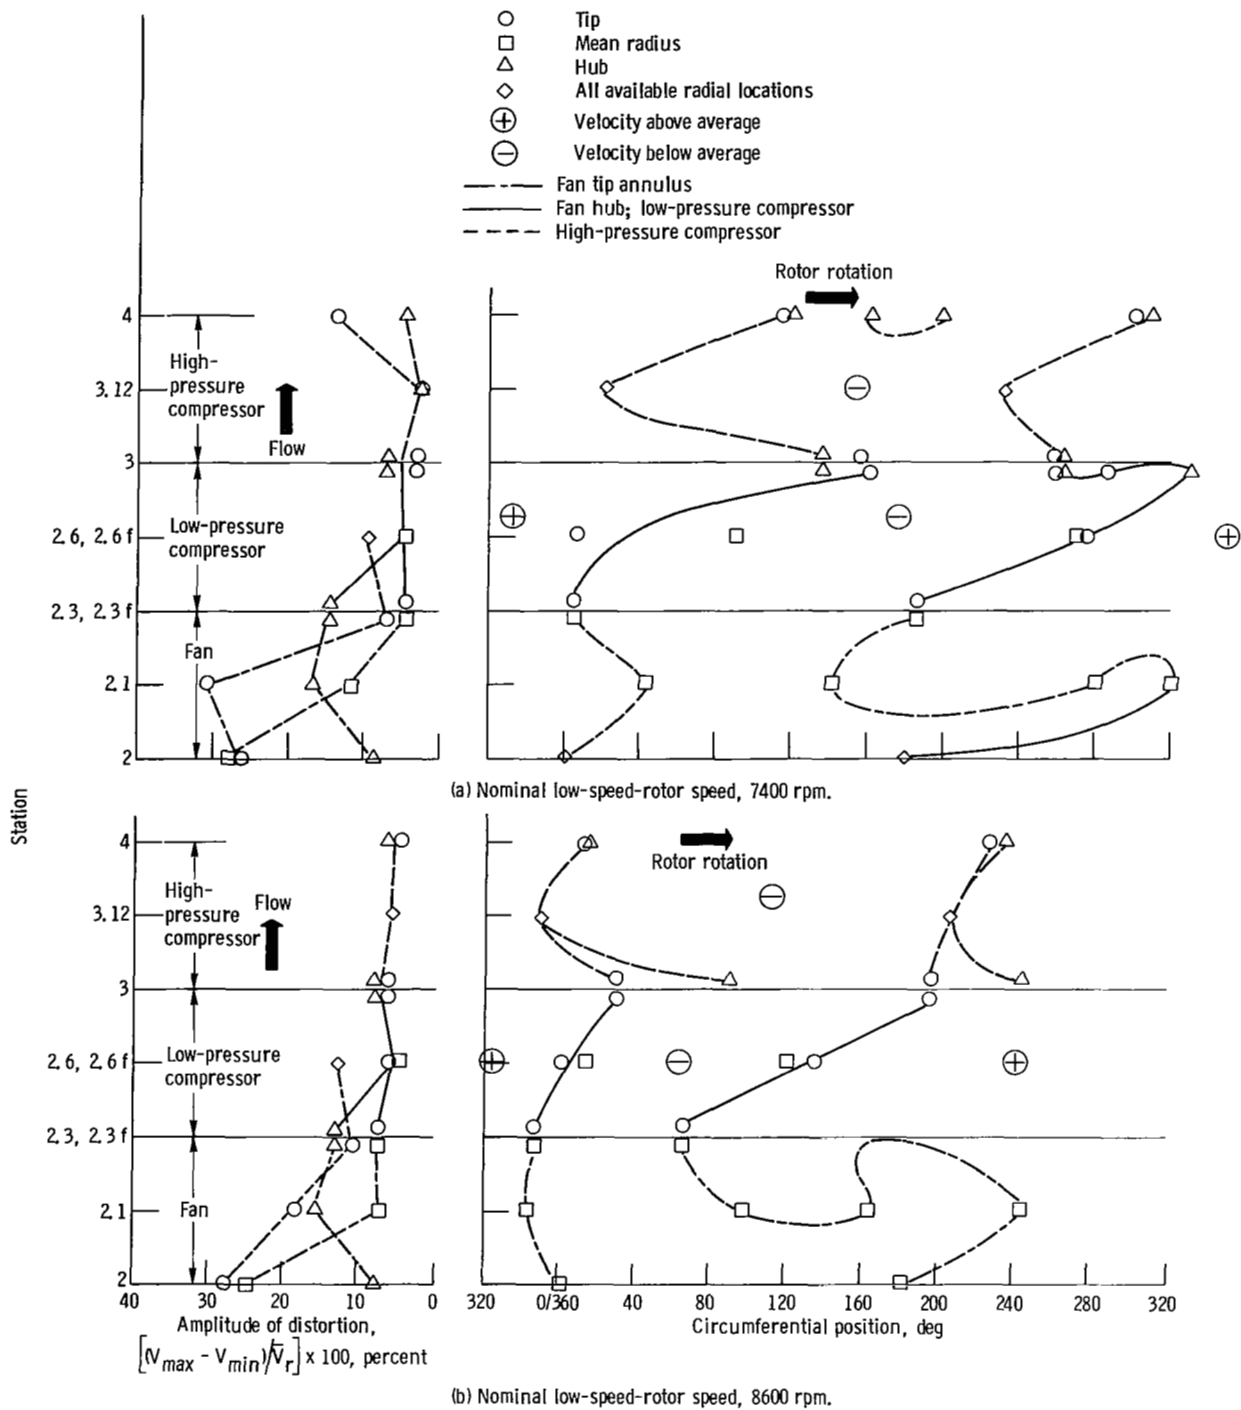 Tip
Mean radius
Hub
All available radial locations
Velocity above average
Velocity below average
Fan tip annulus
Fan hub; low-pressure compressor
High-pressure compressor
Rotor rotation
4
High-
pressure
compressor
3.12
Flow
3
2.6, 2.6 f
Low-pressure
compressor
2.3, 2.3 f
Fan
2.1
2
(a) Nominal low-speed-rotor speed, 7400 rpm.
Station
4
Rotor rotation
High-
pressure
compressor
Flow
3.12
3
2.6, 2.6 f
Low-pressure
compressor
2.3, 2.3 f
2.1
Fan
2
40 30 20 10 0
320 0/360 40 80 120 160 200 240 280 320
Amplitude of distortion,
[(Vmax - Vmin)/V̄r] x 100, percent
Circumferential position, deg
(b) Nominal low-speed-rotor speed, 8600 rpm.